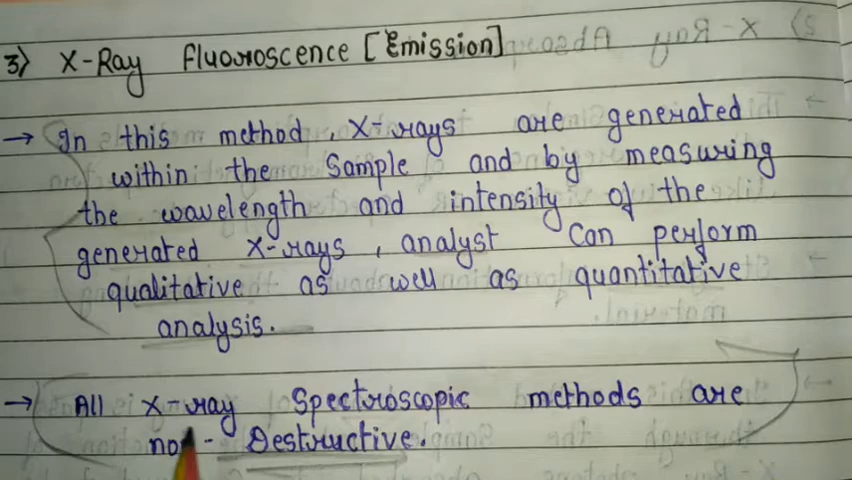 3) X-Ray Fluoroscence [Emission]
→ In this method, X-rays are generated
within the Sample and by measuring
the wavelength and intensity of the
generated X-rays, analyst Can perform
qualitative as well as quantitative
analysis.
→ All X-ray Spectroscopic methods are
non-Destructive.